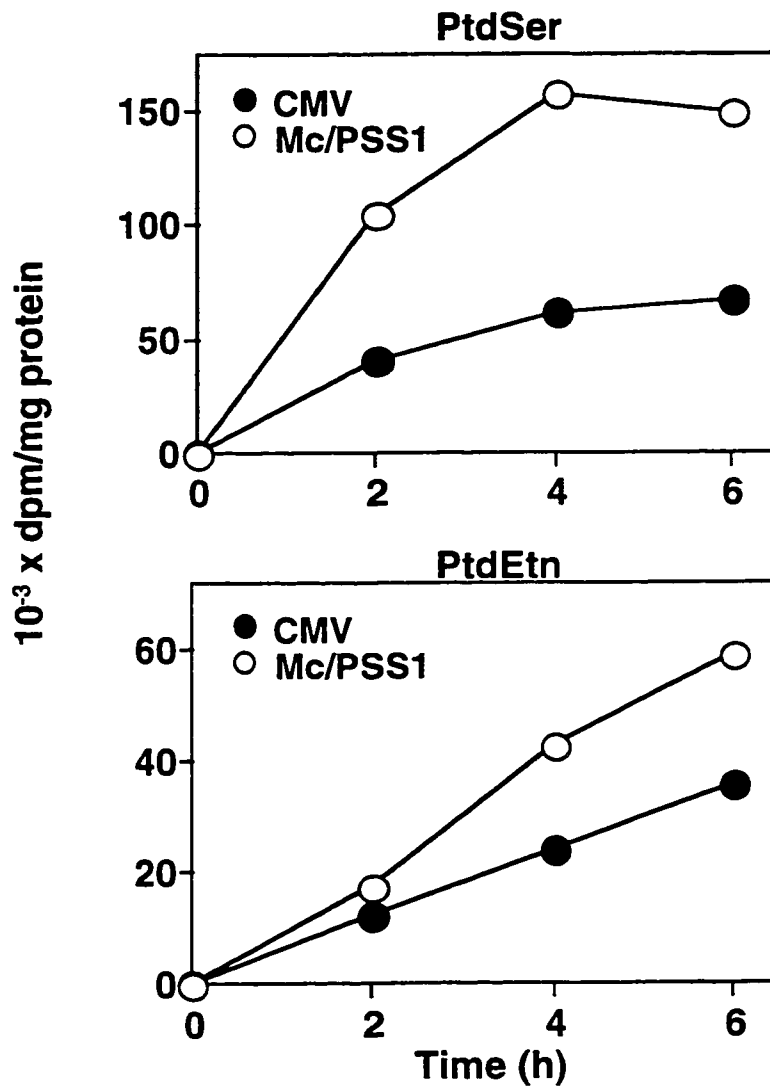 PtdSer
150
100
50
0
CMV
Mc/PSS1
0 2 4 6
10⁻³ x dpm/mg protein
PtdEtn
60
40
20
0
CMV
Mc/PSS1
0 2 4 6
Time (h)